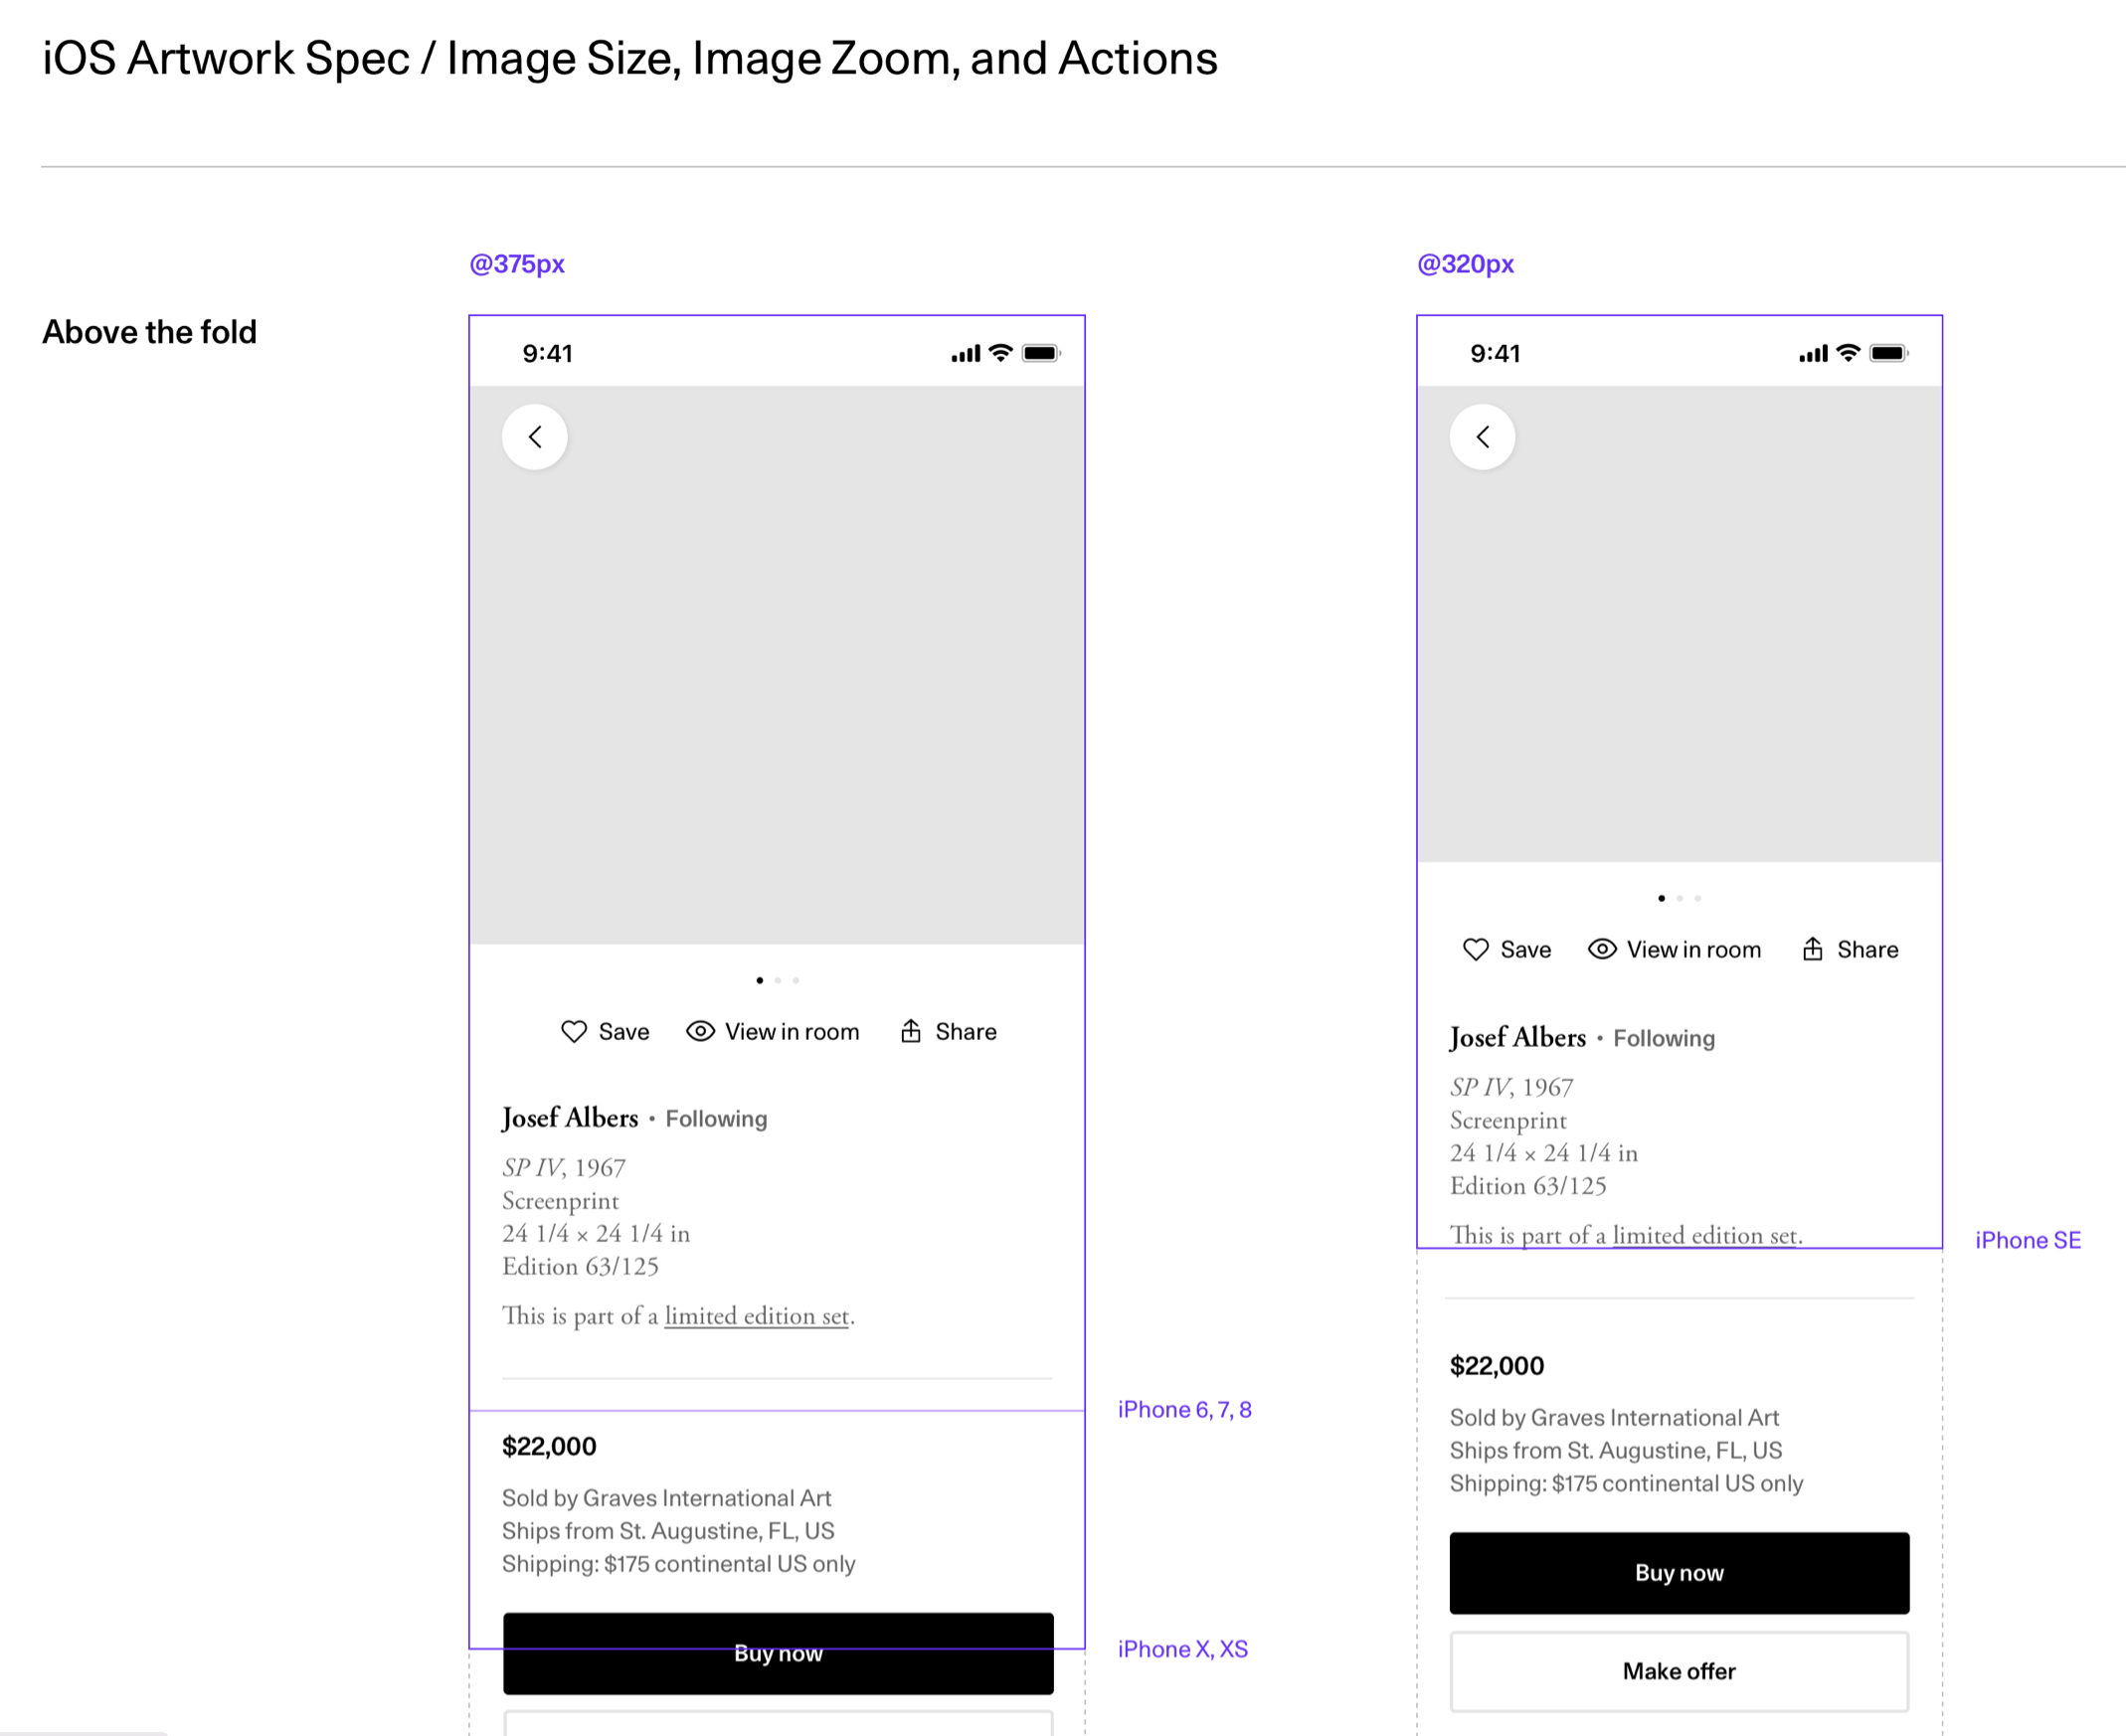 iOS Artwork Spec / Image Size, Image Zoom, and Actions
Above the fold
@375px
9:41
Save
View in room
Share
Josef Albers • Following
SP IV, 1967
Screenprint
24 1/4 × 24 1/4 in
Edition 63/125
This is part of a limited edition set.
iPhone 6, 7, 8
$22,000
Sold by Graves International Art
Ships from St. Augustine, FL, US
Shipping: $175 continental US only
Buy now
iPhone X, XS
@320px
9:41
Save
View in room
Share
Josef Albers • Following
SP IV, 1967
Screenprint
24 1/4 × 24 1/4 in
Edition 63/125
This is part of a limited edition set.
iPhone SE
$22,000
Sold by Graves International Art
Ships from St. Augustine, FL, US
Shipping: $175 continental US only
Buy now
Make offer